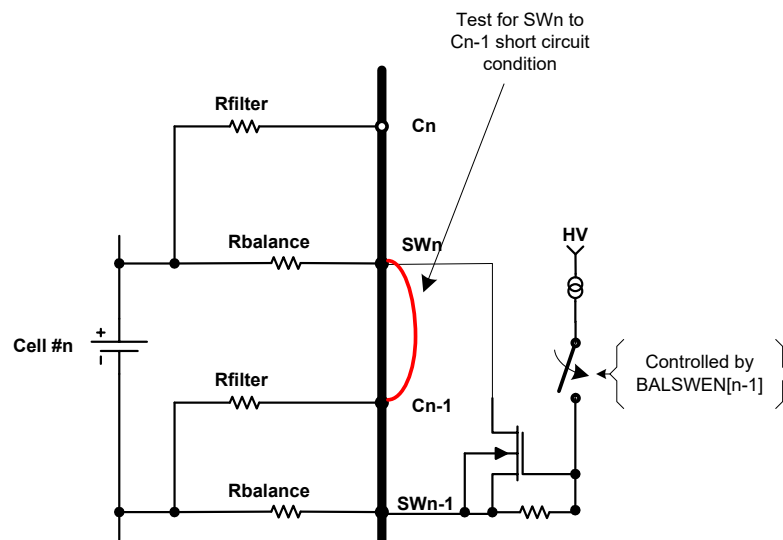 Test for SWn to
Cn-1 short circuit
condition
Rfilter
Cn
Rbalance
SWn
HV
+
Cell #n
Controlled by
BALSWEN[n-1]
Rfilter
Cn-1
Rbalance
SWn-1